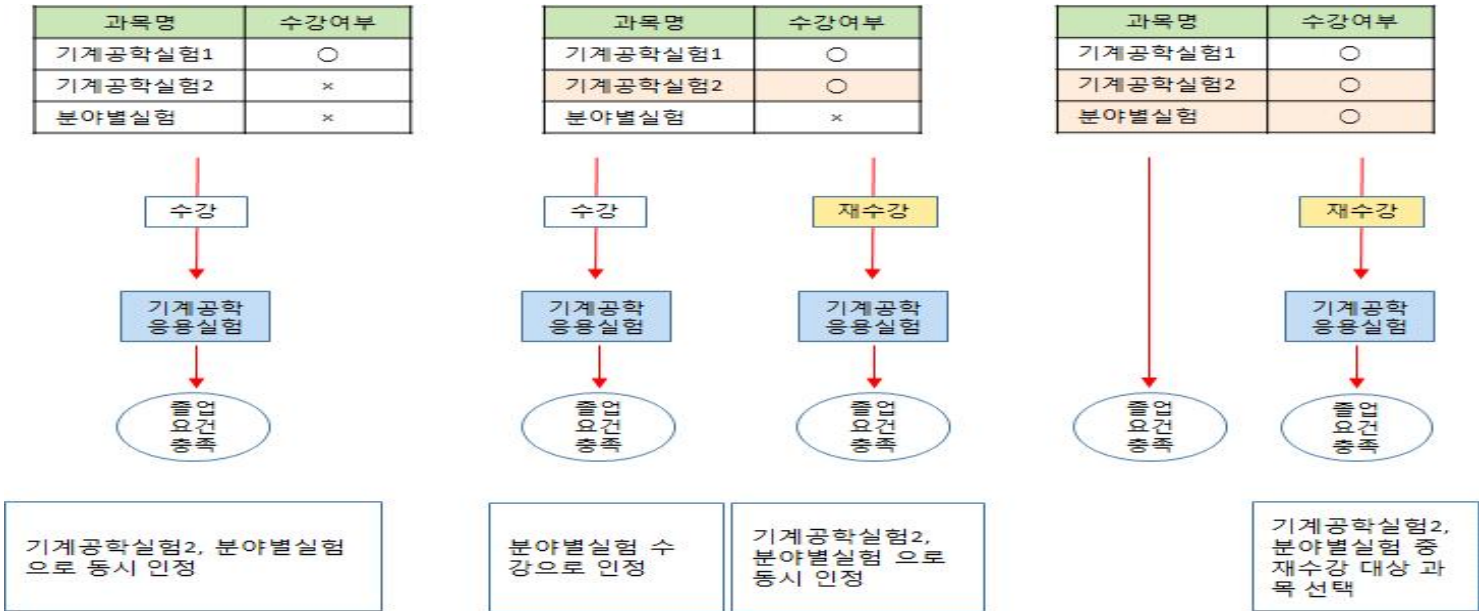 과목명 수강여부
기계공학실험1 ○
기계공학실험2 ×
분야별실험 ×
수강
기계공학
응용실험
졸업
요건
충족
기계공학실험2, 분야별실험
으로 동시 인정
과목명 수강여부
기계공학실험1 ○
기계공학실험2 ○
분야별실험 ×
수강
기계공학
응용실험
졸업
요건
충족
분야별실험 수
강으로 인정
재수강
기계공학
응용실험
졸업
요건
충족
기계공학실험2,
분야별실험 으로
동시 인정
과목명 수강여부
기계공학실험1 ○
기계공학실험2 ○
분야별실험 ○
졸업
요건
충족
재수강
기계공학
응용실험
졸업
요건
충족
기계공학실험2,
분야별실험 중
재수강 대상 과
목 선택